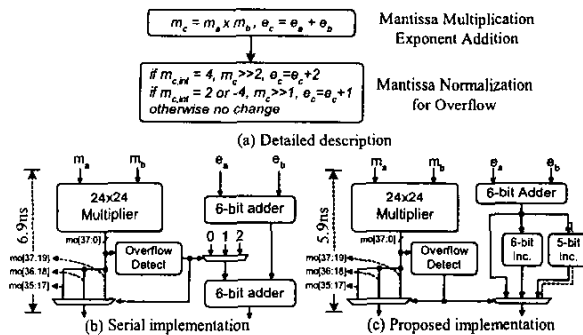 m_c = m_a x m_b, e_c = e_a + e_b
Mantissa Multiplication
Exponent Addition
if m_c,int = 4, m_c >>2, e_c=e_c+2
if m_c,int = 2 or -4, m_c >>1, e_c=e_c+1
otherwise no change
Mantissa Normalization
for Overflow
(a) Detailed description
m_a
m_b
e_a
e_b
6.9ns
24x24
Multiplier
6-bit adder
mo[37:0]
0 1 2
Overflow
Detect
mo[37:19]
mo[36:18]
mo[35:17]
6-bit adder
(b) Serial implementation
m_a
m_b
e_a
e_b
5.9ns
24x24
Multiplier
6-bit Adder
mo[37:0]
Overflow
Detect
6-bit
Inc.
5-bit
Inc.
mo[37:19]
mo[36:18]
mo[35:17]
(c) Proposed implementation